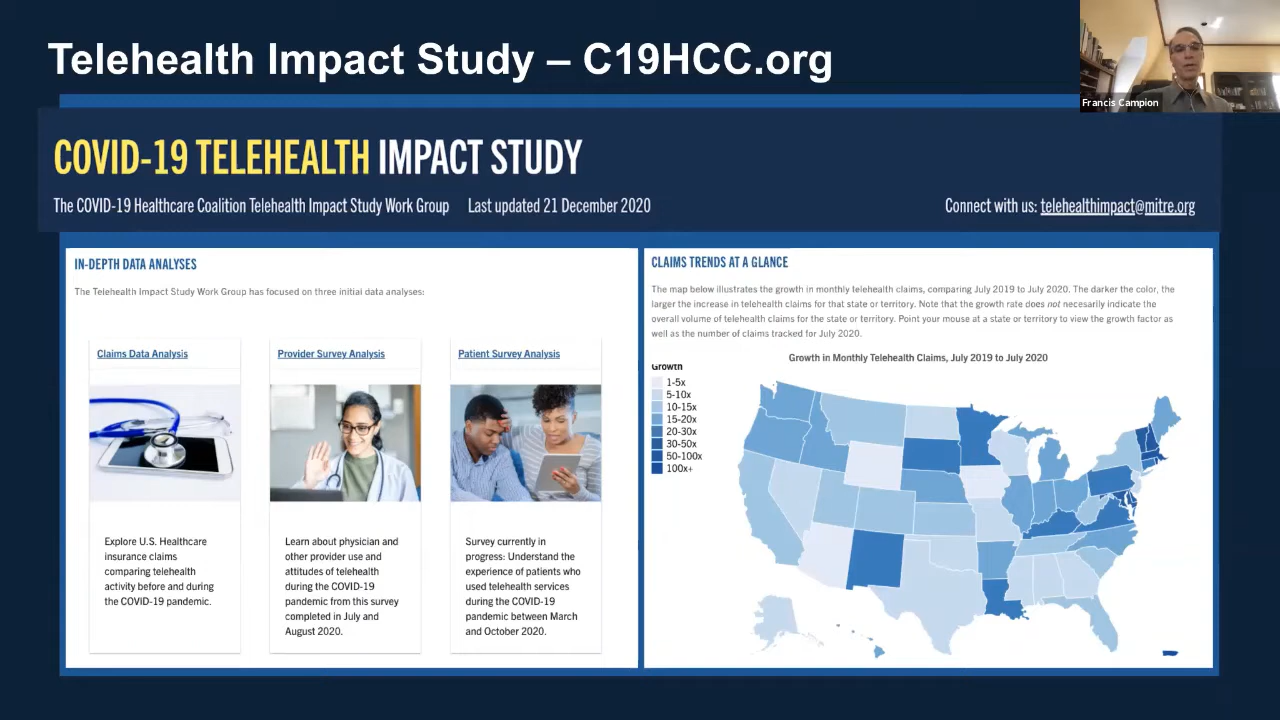 Telehealth Impact Study – C19HCC.org
Francis Campion
COVID-19 TELEHEALTH IMPACT STUDY
The COVID-19 Healthcare Coalition Telehealth Impact Study Work Group Last updated 21 December 2020
Connect with us: telehealthimpact@mitre.org
IN-DEPTH DATA ANALYSES
The Telehealth Impact Study Work Group has focused on three initial data analyses:
Claims Data Analysis
Explore U.S. Healthcare
insurance claims
comparing telehealth
activity before and during
the COVID-19 pandemic.
Provider Survey Analysis
Learn about physician and
other provider use and
attitudes of telehealth
during the COVID-19
pandemic from this survey
completed in July and
August 2020.
Patient Survey Analysis
Survey currently in
progress: Understand the
experience of patients who
used telehealth services
during the COVID-19
pandemic between March
and October 2020.
CLAIMS TRENDS AT A GLANCE
The map below illustrates the growth in monthly telehealth claims, comparing July 2019 to July 2020. The darker the color, the
larger the increase in telehealth claims for that state or territory. Note that the growth rate does not necesarily indicate the
overall volume of telehealth claims for the state or territory. Point your mouse at a state or territory to view the growth factor as
well as the number of claims tracked for July 2020.
Growth in Monthly Telehealth Claims, July 2019 to July 2020
Growth
1-5x
5-10x
10-15x
15-20x
20-30x
30-50x
50-100x
100x+